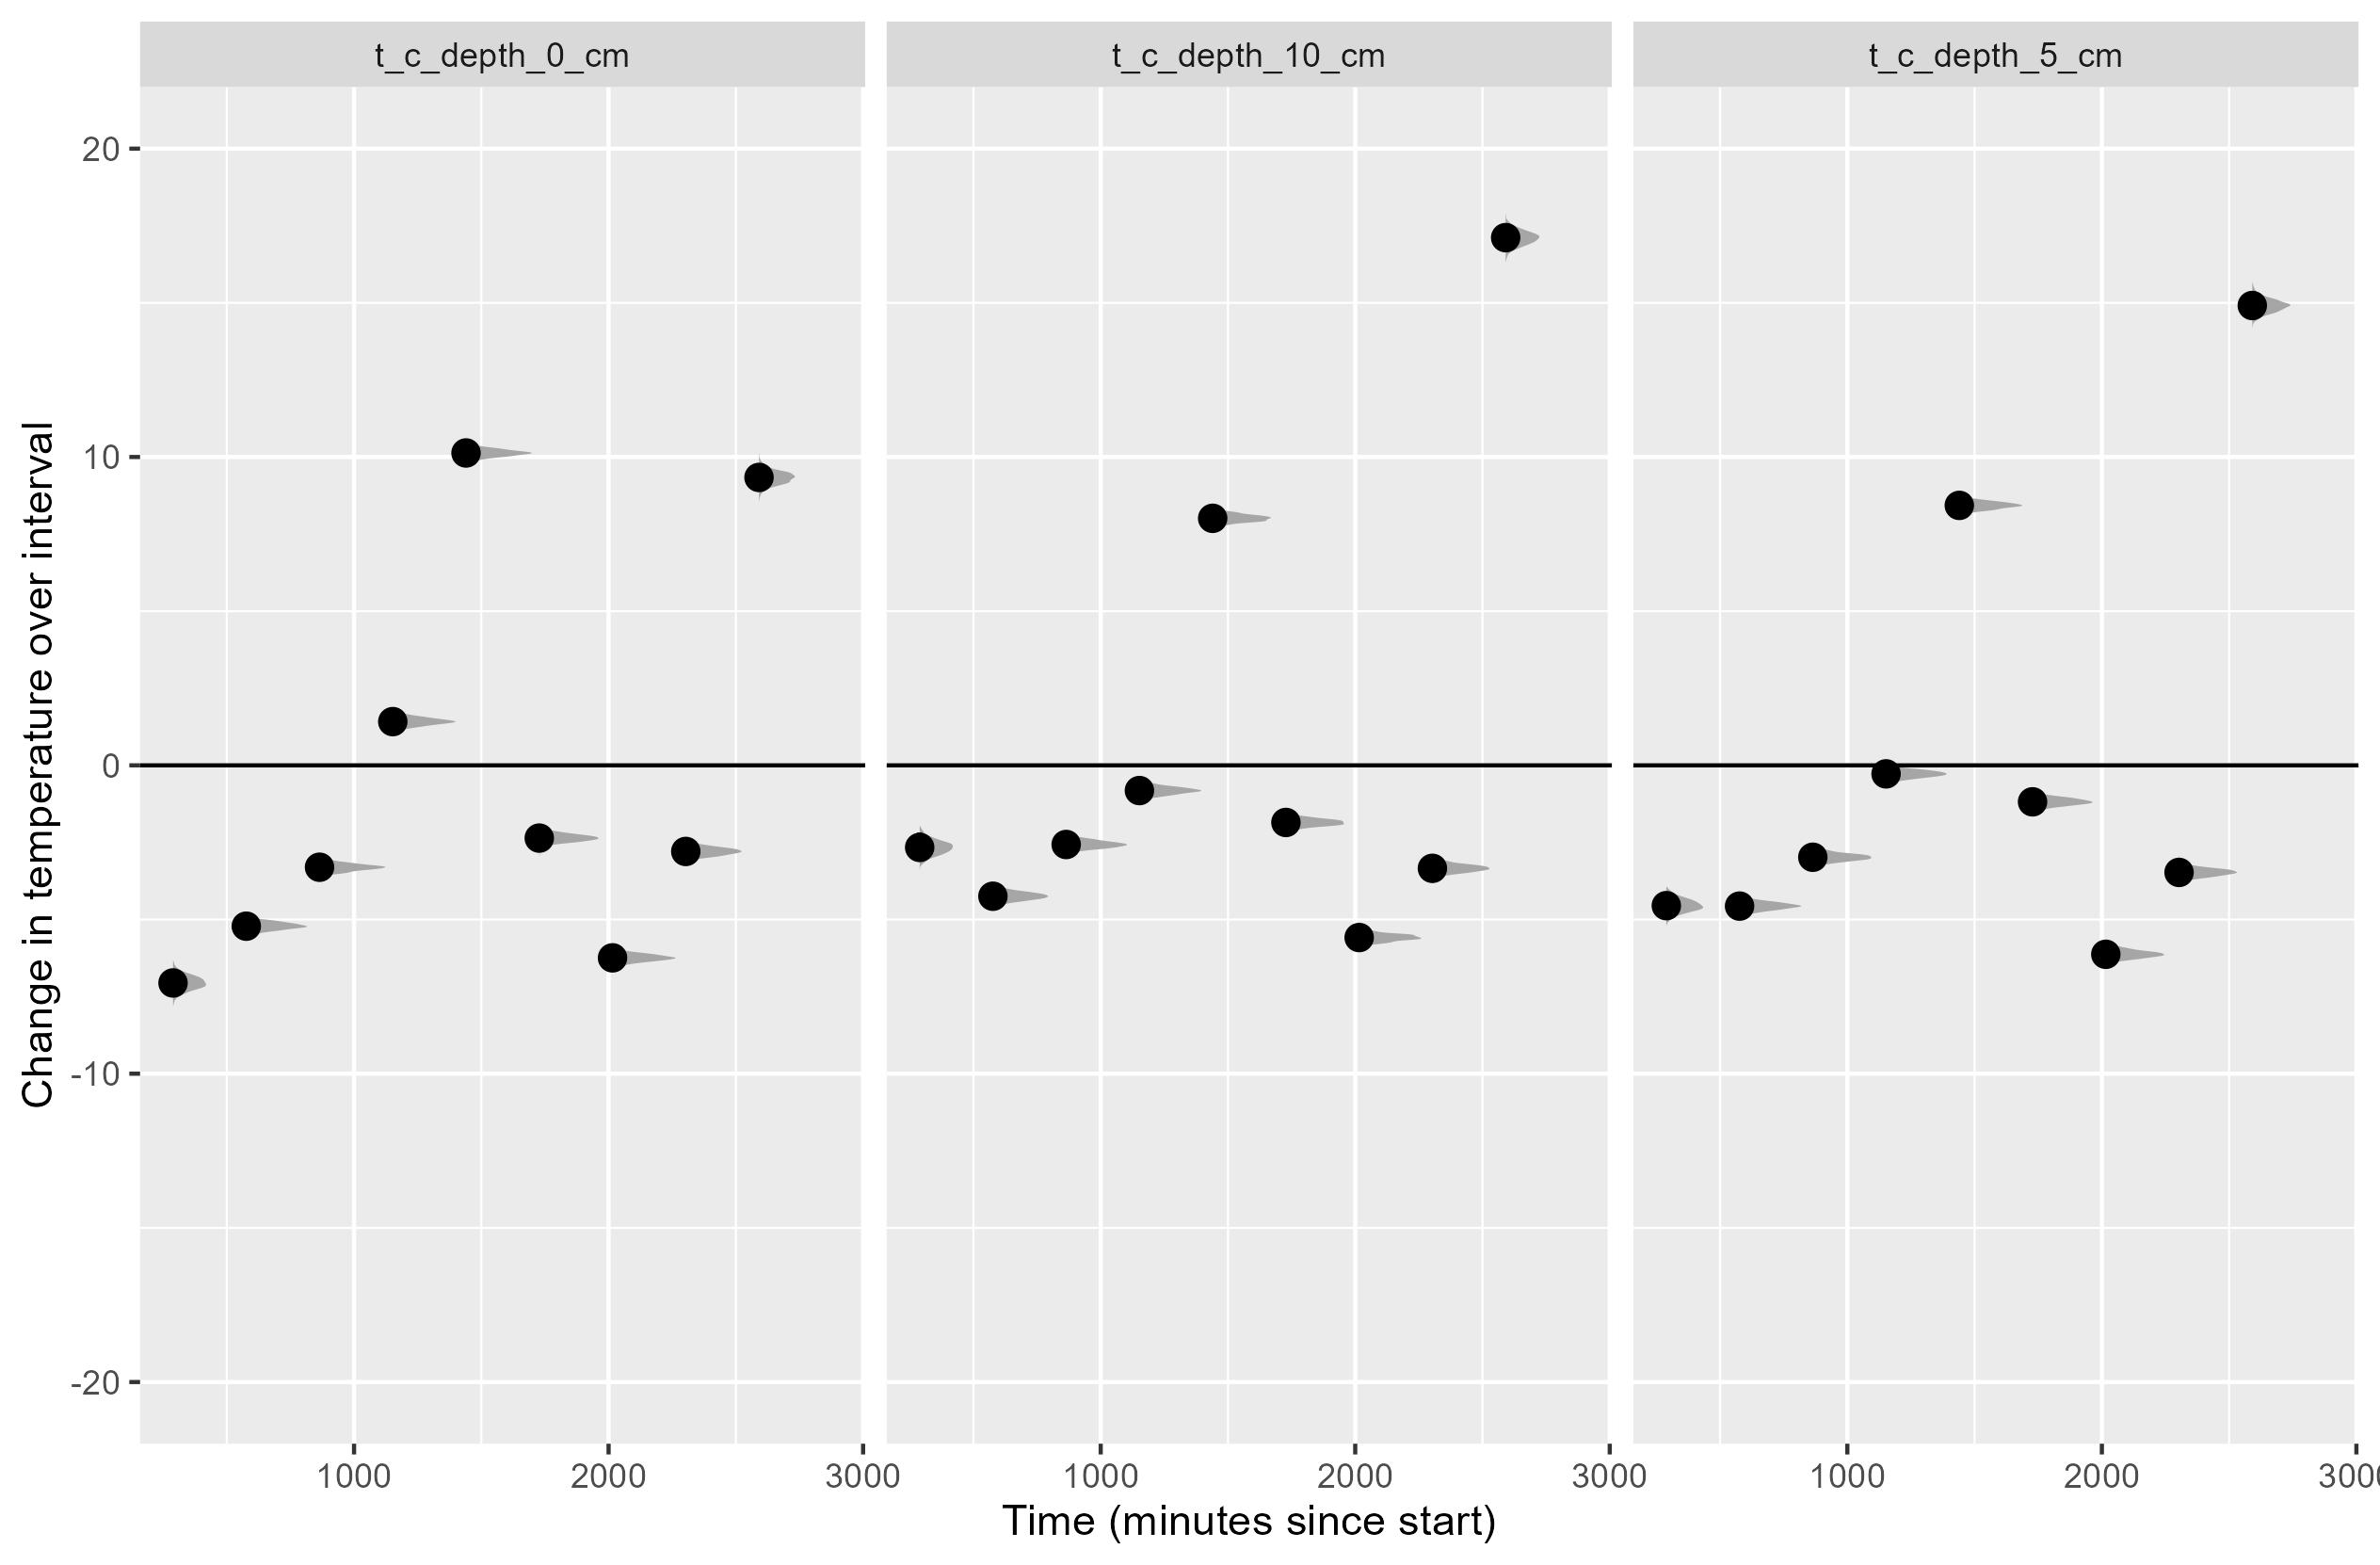 t_c_depth_0_cm
t_c_depth_10_cm
t_c_depth_5_cm
Change in temperature over interval
20
10
0
-10
-20
1000 2000 3000
1000 2000 3000
1000 2000 300
Time (minutes since start)